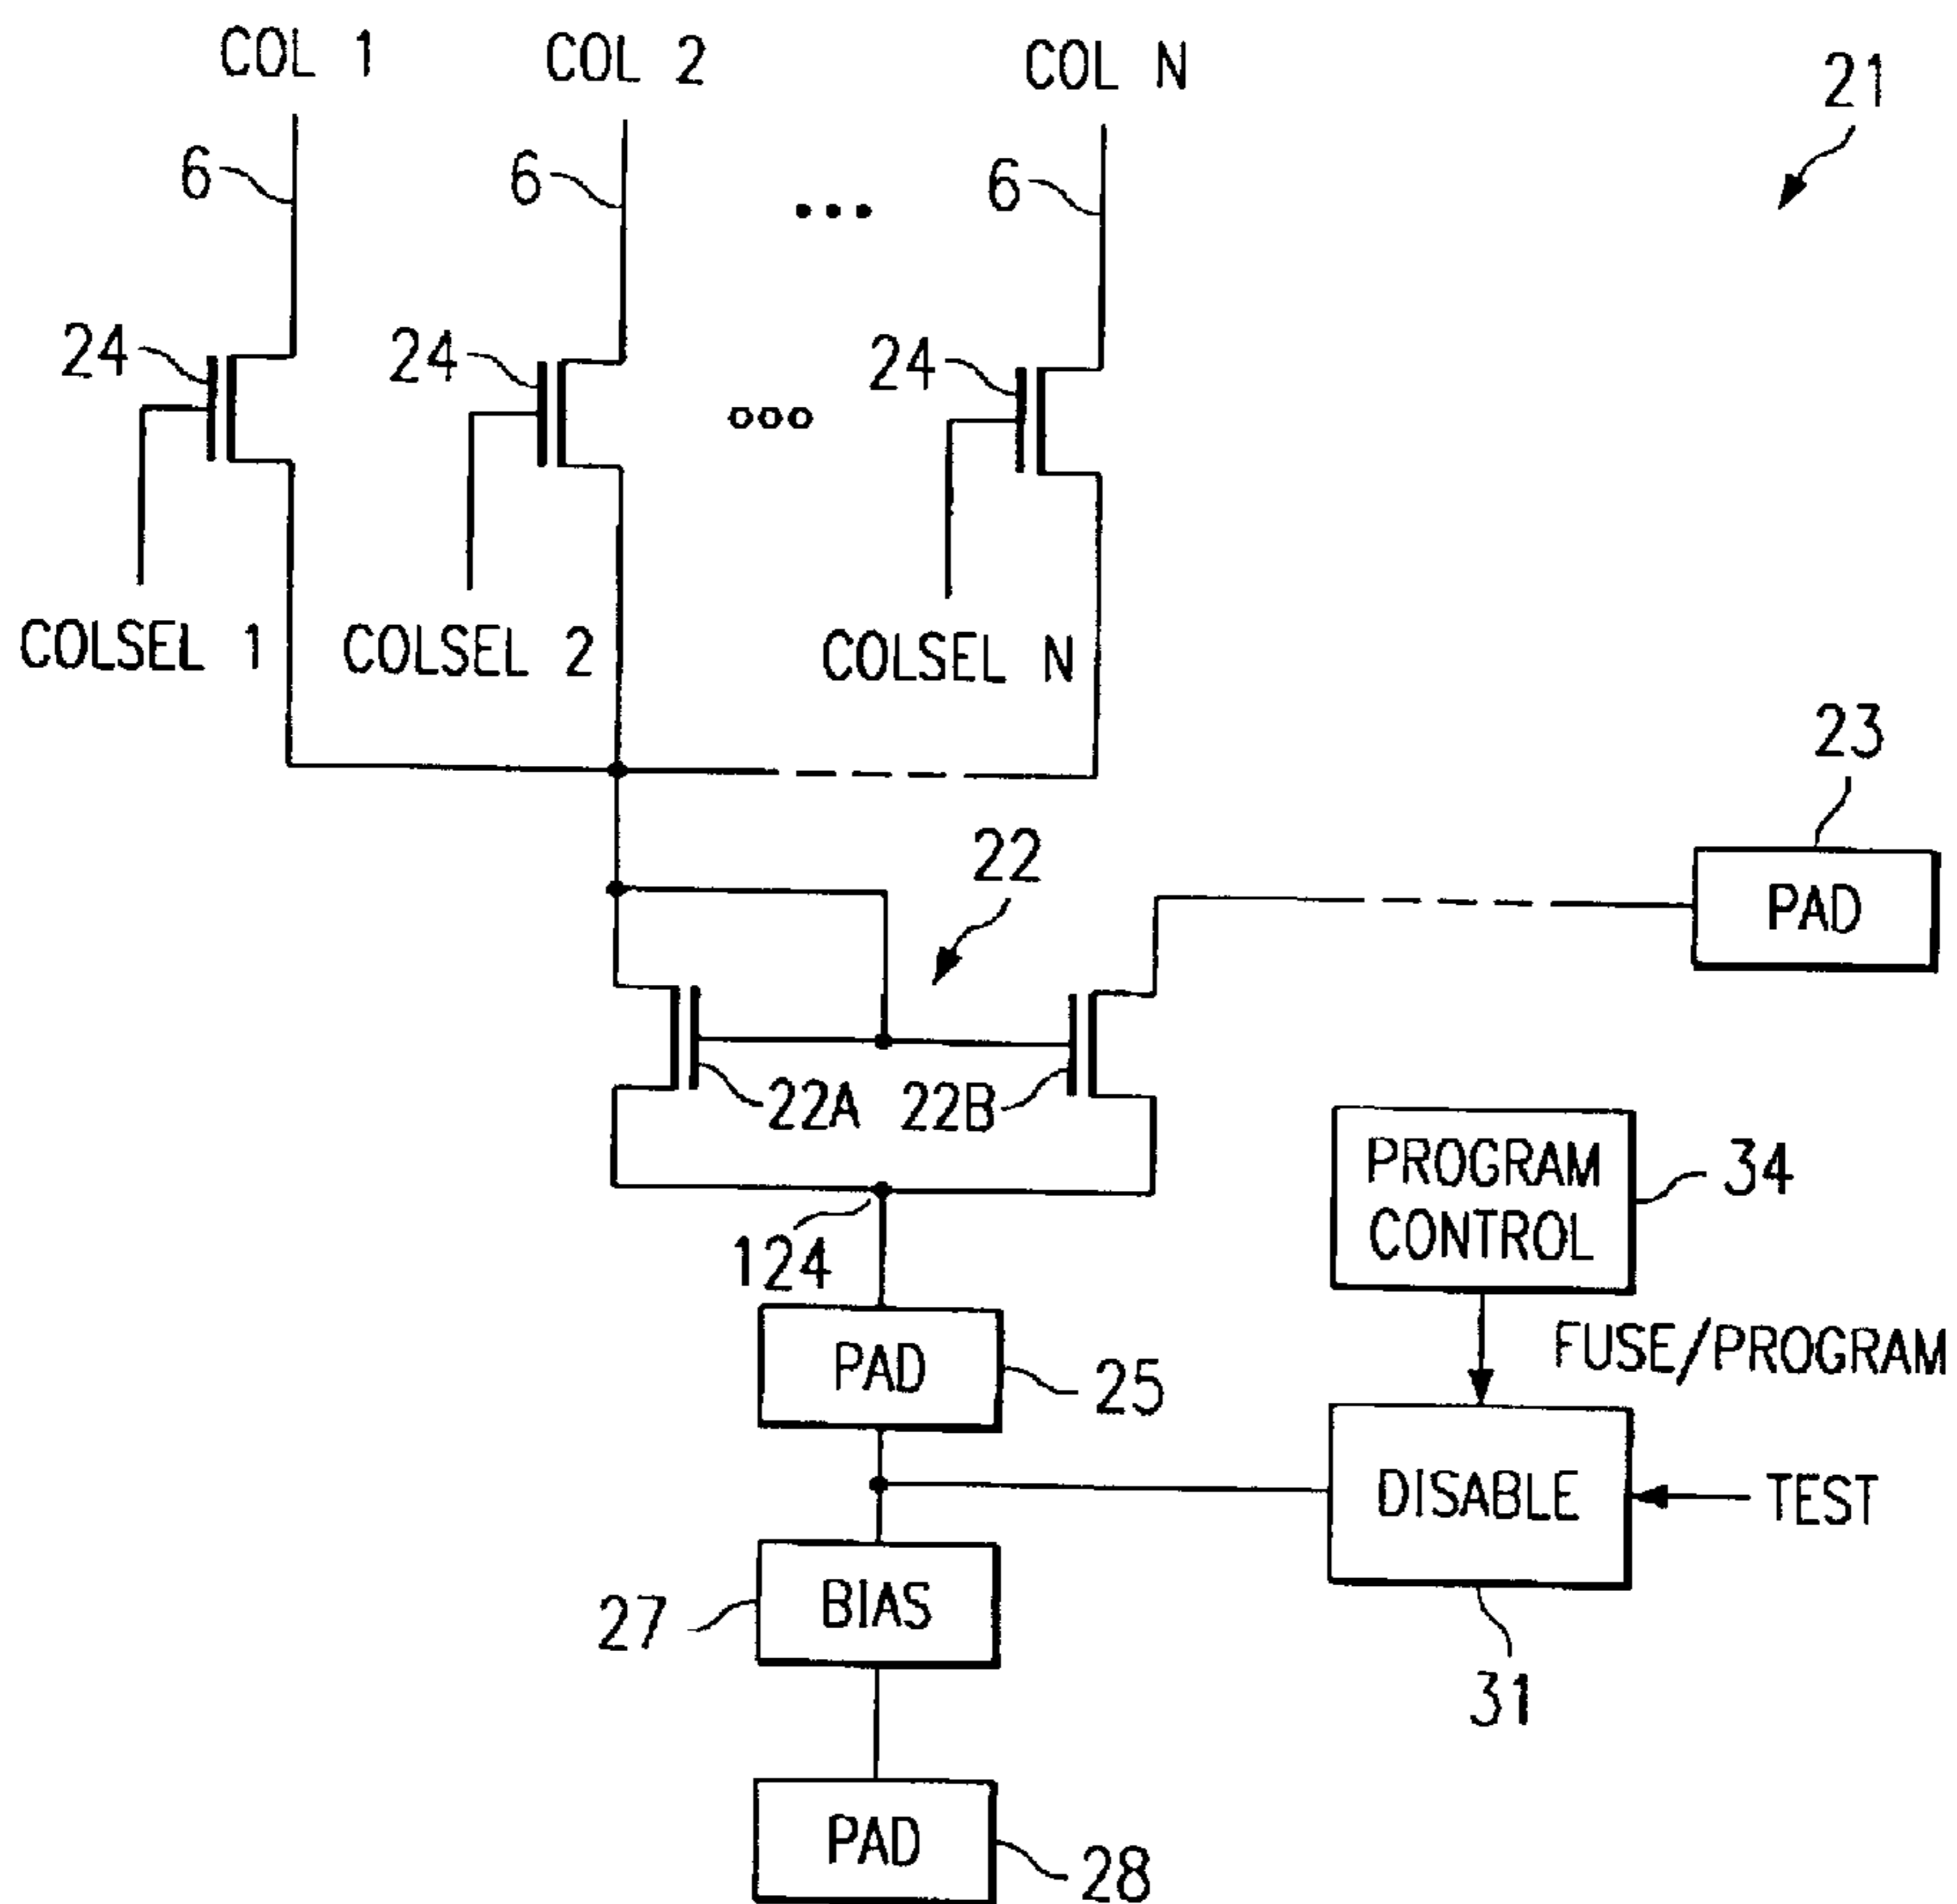 COL 1
COL 2
COL N
21
6
6
6
24
24
24
COLSEL 1
COLSEL 2
COLSEL N
23
PAD
22
22A
22B
PROGRAM
CONTROL
34
124
FUSE/PROGRAM
PAD
25
DISABLE
TEST
BIAS
27
31
PAD
28